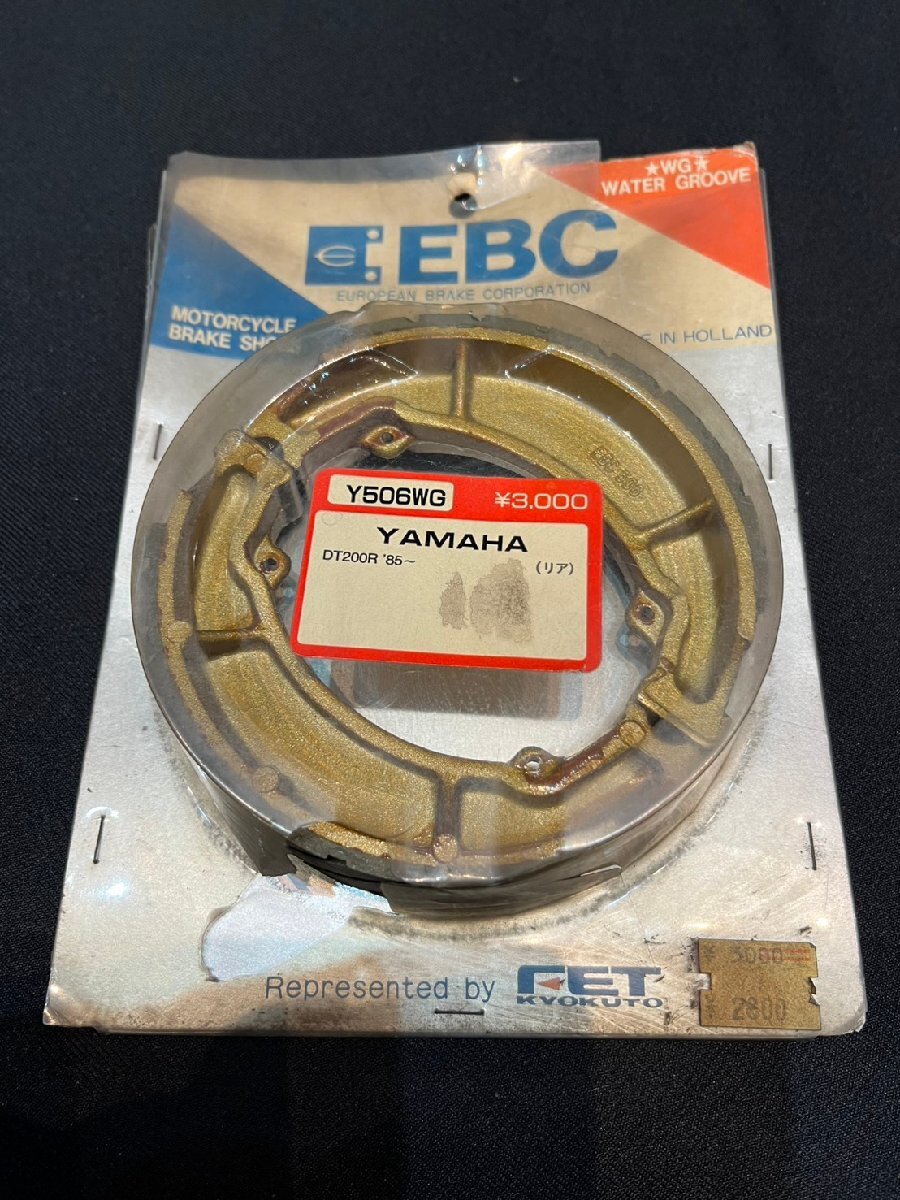 ★WG★
WATER GROOVE
EBC
EUROPEAN BRAKE CORPORATION
MOTORCYCLE
BRAKE
IN HOLLAND
Y506WG ¥3,000
YAMAHA
DT200R '85～ (リア)
Represented by FET
KYOKUTO
¥ 3000
¥ 2800